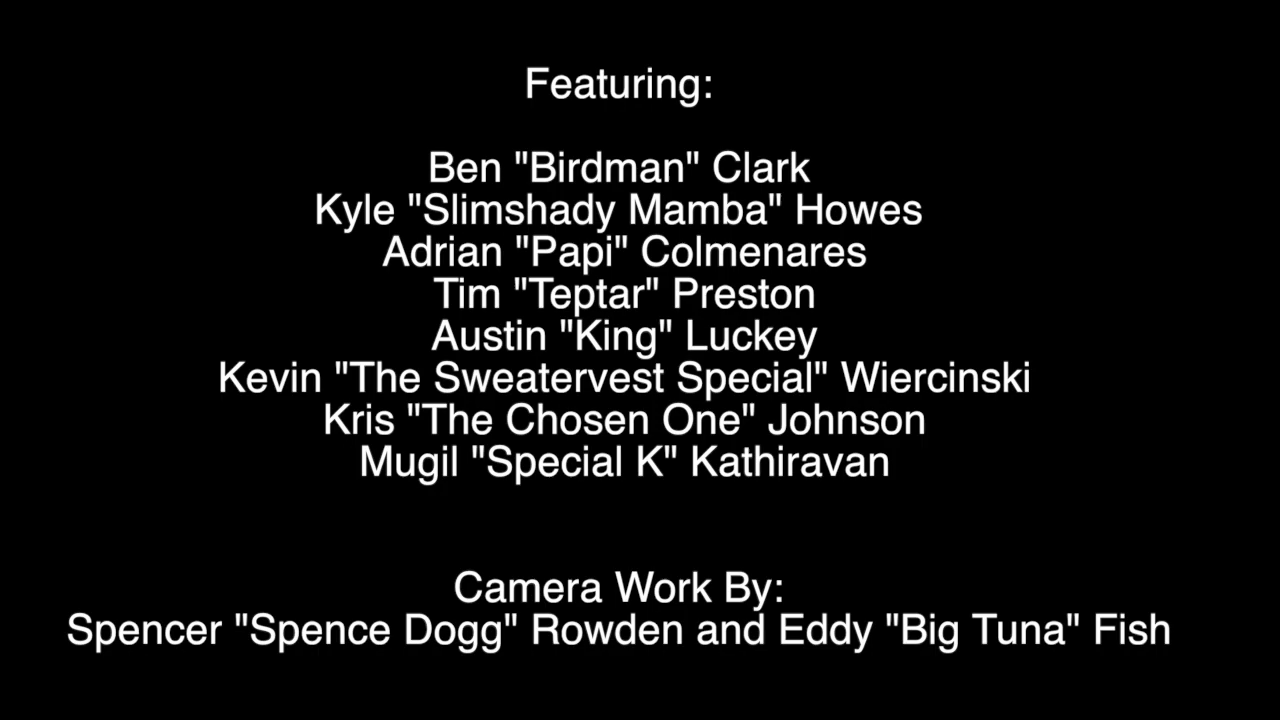 Featuring:
Ben "Birdman" Clark
Kyle "Slimshady Mamba" Howes
Adrian "Papi" Colmenares
Tim "Teptar" Preston
Austin "King" Luckey
Kevin "The Sweatervest Special" Wiercinski
Kris "The Chosen One" Johnson
Mugil "Special K" Kathiravan
Camera Work By:
Spencer "Spence Dogg" Rowden and Eddy "Big Tuna" Fish